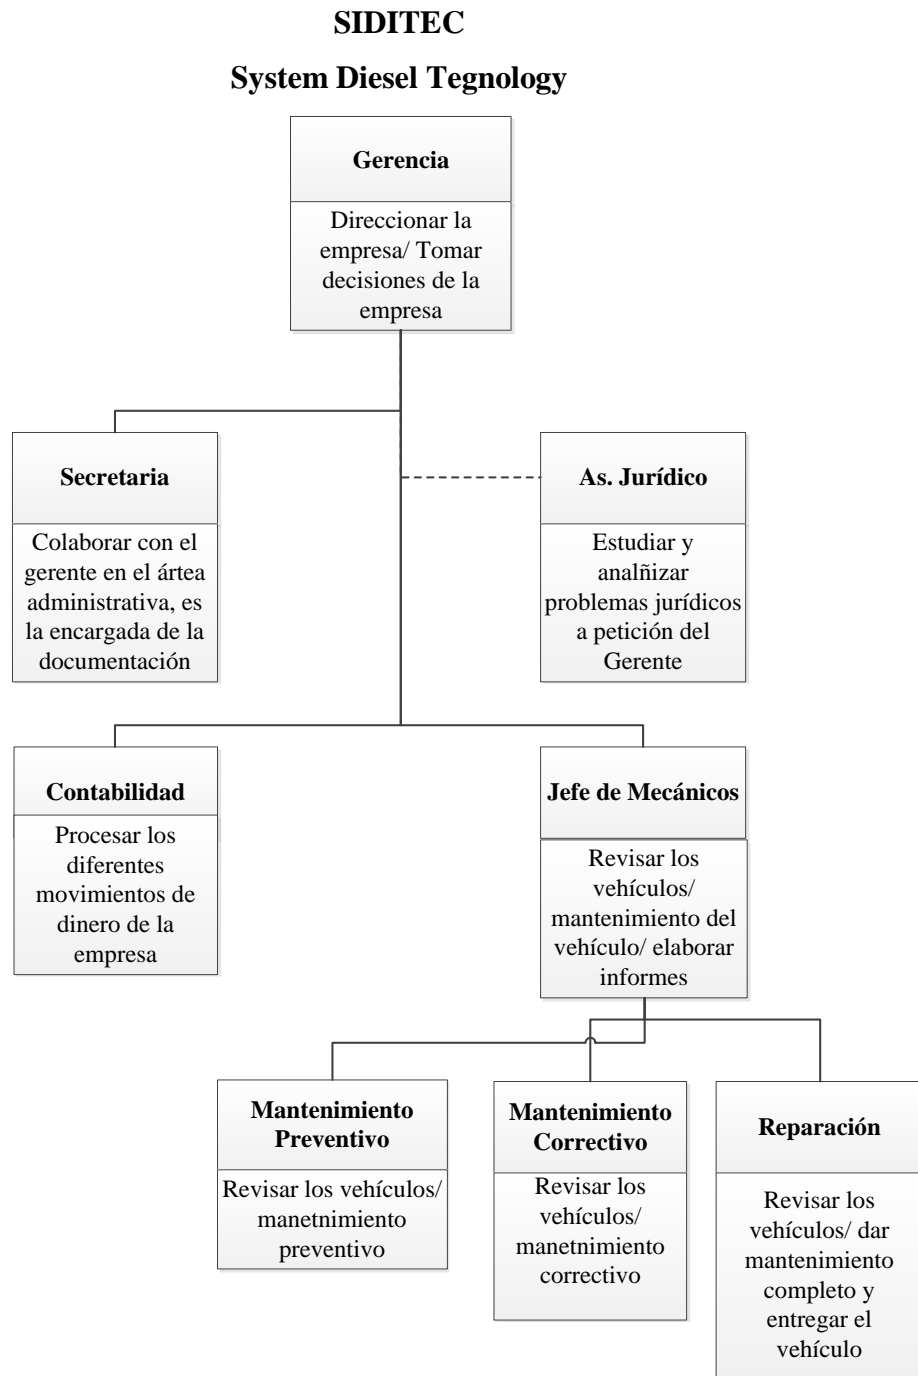 SIDITEC
System Diesel Tegnology
Gerencia
Direccionar la
empresa/ Tomar
decisiones de la
empresa
Secretaria
Colaborar con el
gerente en el ártea
administrativa, es
la encargada de la
documentación
As. Jurídico
Estudiar y
analñizar
problemas jurídicos
a petición del
Gerente
Contabilidad
Procesar los
diferentes
movimientos de
dinero de la
empresa
Jefe de Mecánicos
Revisar los
vehículos/
mantenimiento del
vehículo/ elaborar
informes
Mantenimiento
Preventivo
Revisar los vehículos/
manetnimiento
preventivo
Mantenimiento
Correctivo
Revisar los
vehículos/
manetnimiento
correctivo
Reparación
Revisar los
vehículos/ dar
mantenimiento
completo y
entregar el
vehículo